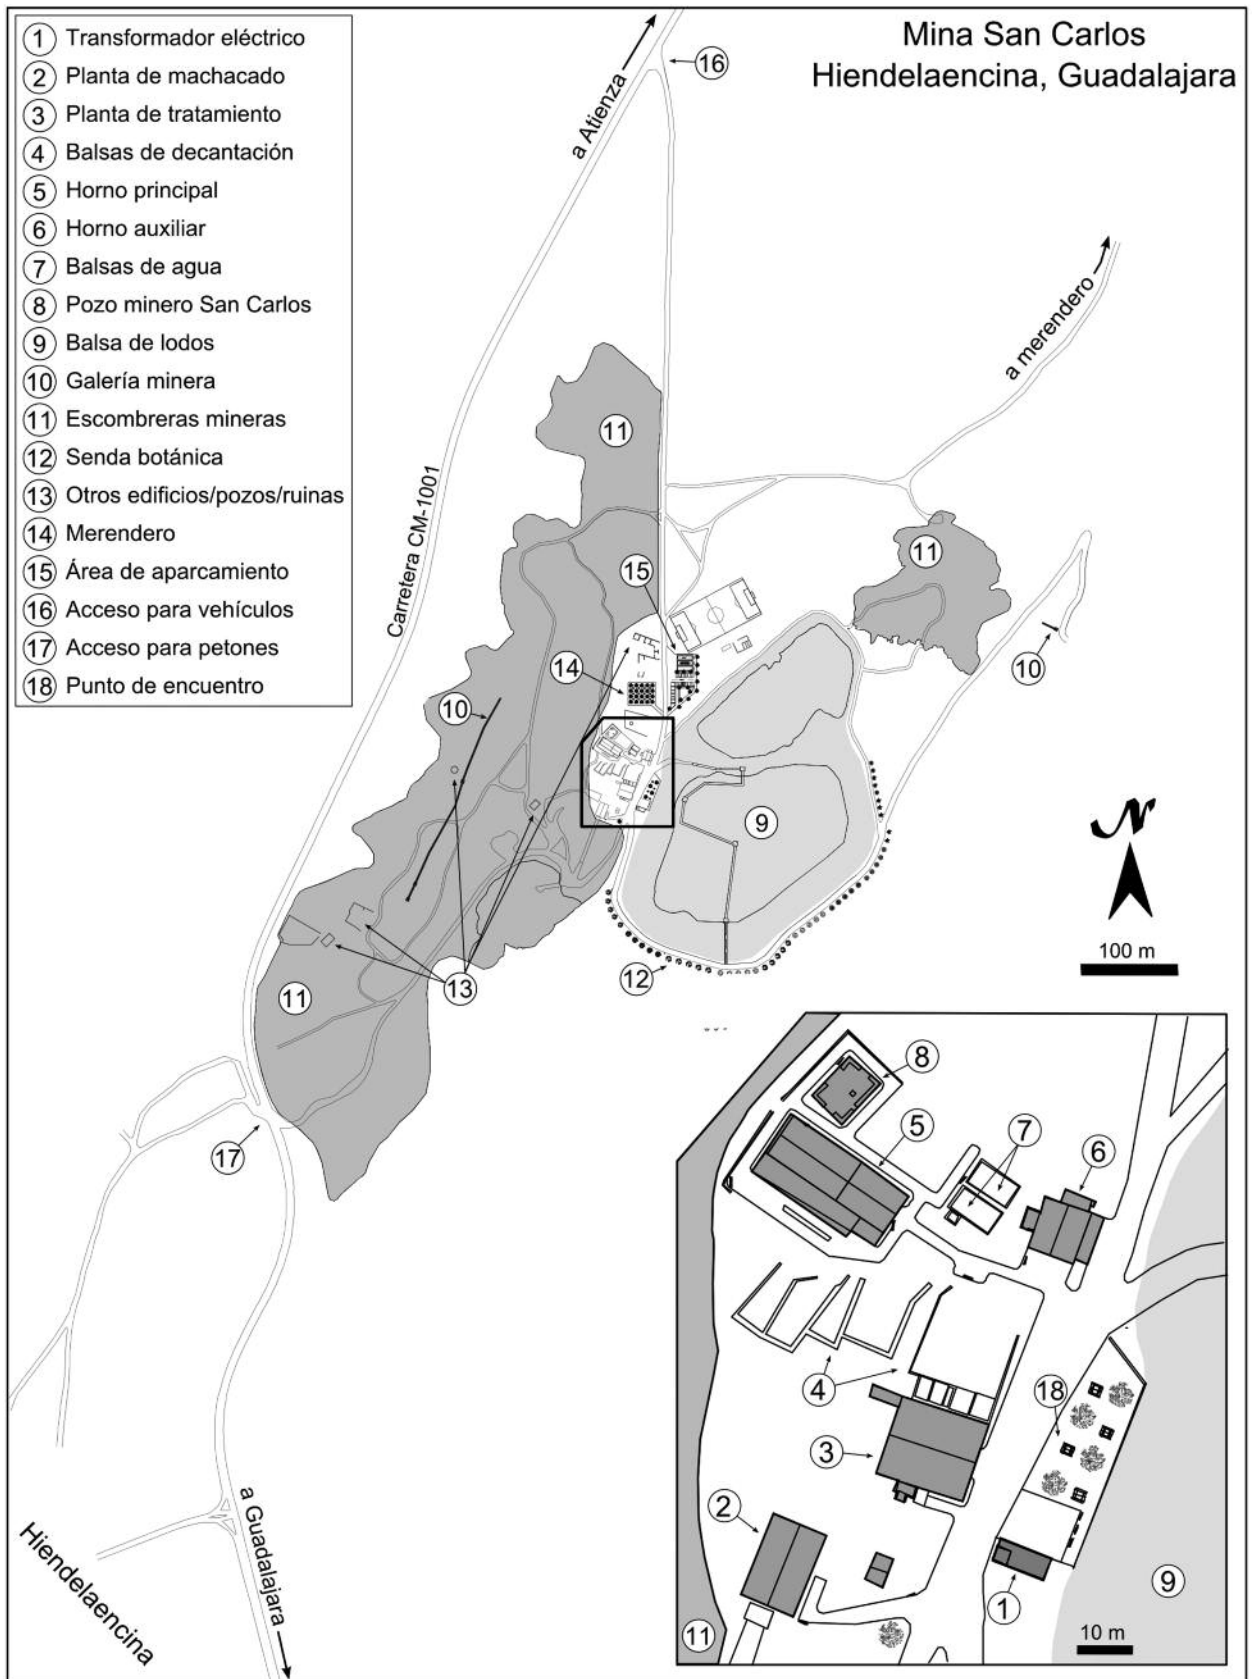 Mina San Carlos
Hiendelaencina, Guadalajara
1 Transformador eléctrico
2 Planta de machacado
3 Planta de tratamiento
4 Balsas de decantación
5 Horno principal
6 Horno auxiliar
7 Balsas de agua
8 Pozo minero San Carlos
9 Balsa de lodos
10 Galería minera
11 Escombreras mineras
12 Senda botánica
13 Otros edificios/pozos/ruinas
14 Merendero
15 Área de aparcamiento
16 Acceso para vehículos
17 Acceso para petones
18 Punto de encuentro
16
a Atienza
a merendero
Carretera CM-1001
11
11
15
14
10
10
9
N
100 m
12
13
11
17
8
5
7
6
4
18
3
2
1
9
11
10 m
a Guadalajara
Hiendelaencina